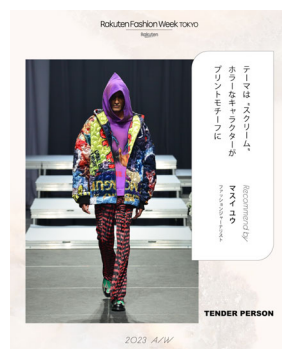 Rakuten Fashion Week TOKYO
Rakuten
テーマは“スクリーム、
ホラーなキャラクターが
プリントモチーフに
Recommend by
マスイ ユウ
ファッションジャーナリスト
TENDER PERSON
2023 A/W